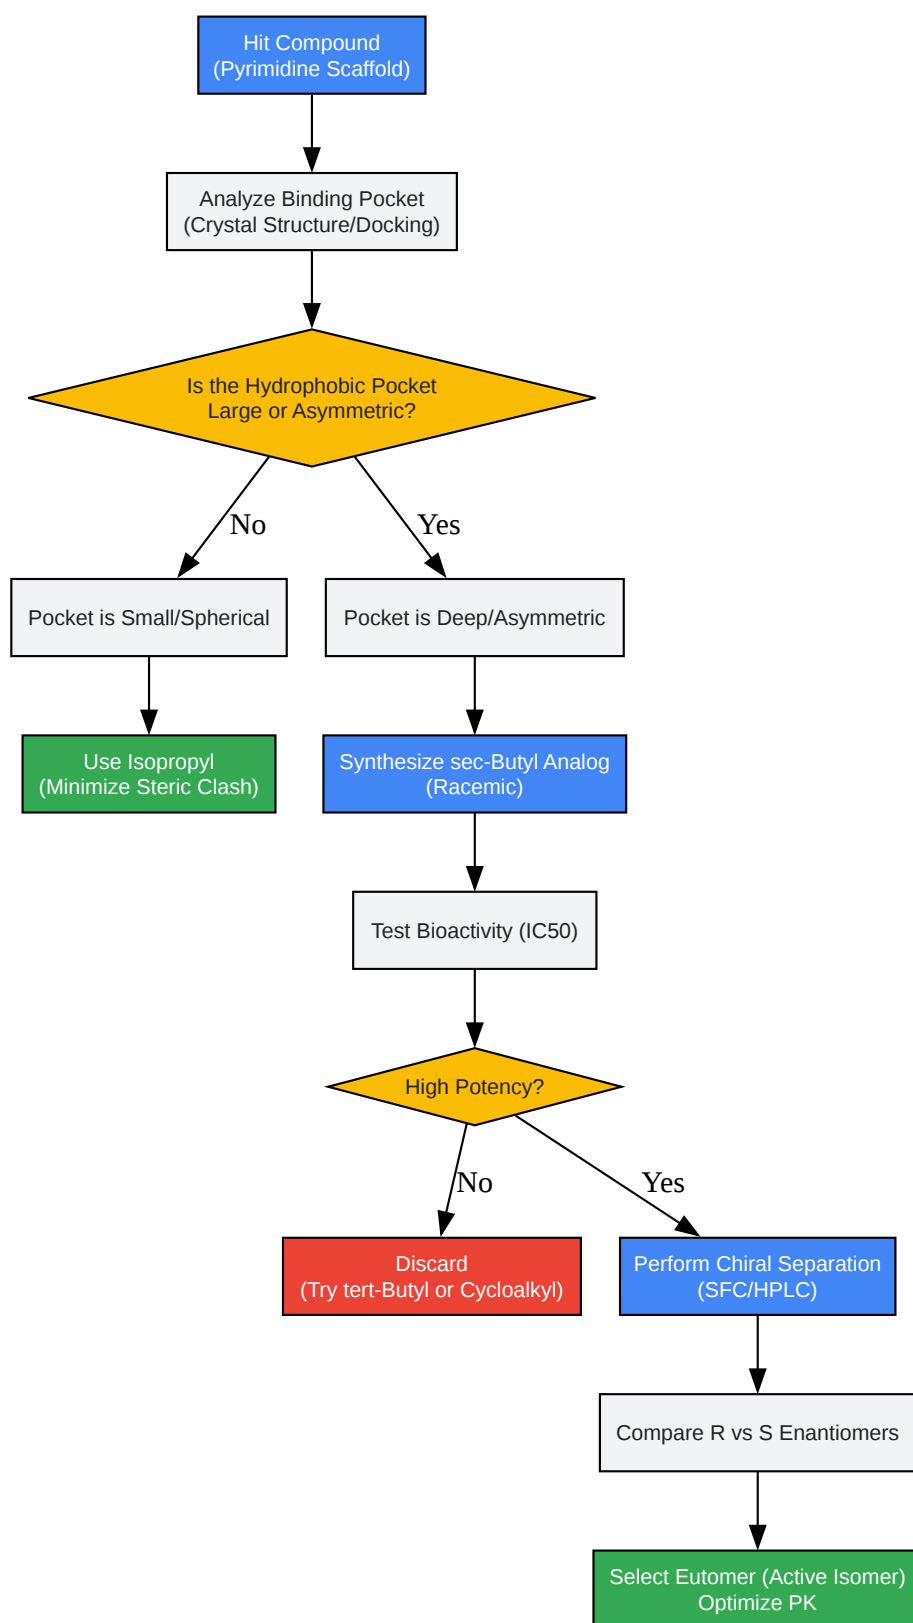 Hit Compound
(Pyrimidine Scaffold)
Analyze Binding Pocket
(Crystal Structure/Docking)
Is the Hydrophobic Pocket
Large or Asymmetric?
No
Yes
Pocket is Small/Spherical
Pocket is Deep/Asymmetric
Use Isopropyl
(Minimize Steric Clash)
Synthesize sec-Butyl Analog
(Racemic)
Test Bioactivity (IC50)
High Potency?
No
Yes
Discard
(Try tert-Butyl or Cycloalkyl)
Perform Chiral Separation
(SFC/HPLC)
Compare R vs S Enantiomers
Select Eutomer (Active Isomer)
Optimize PK